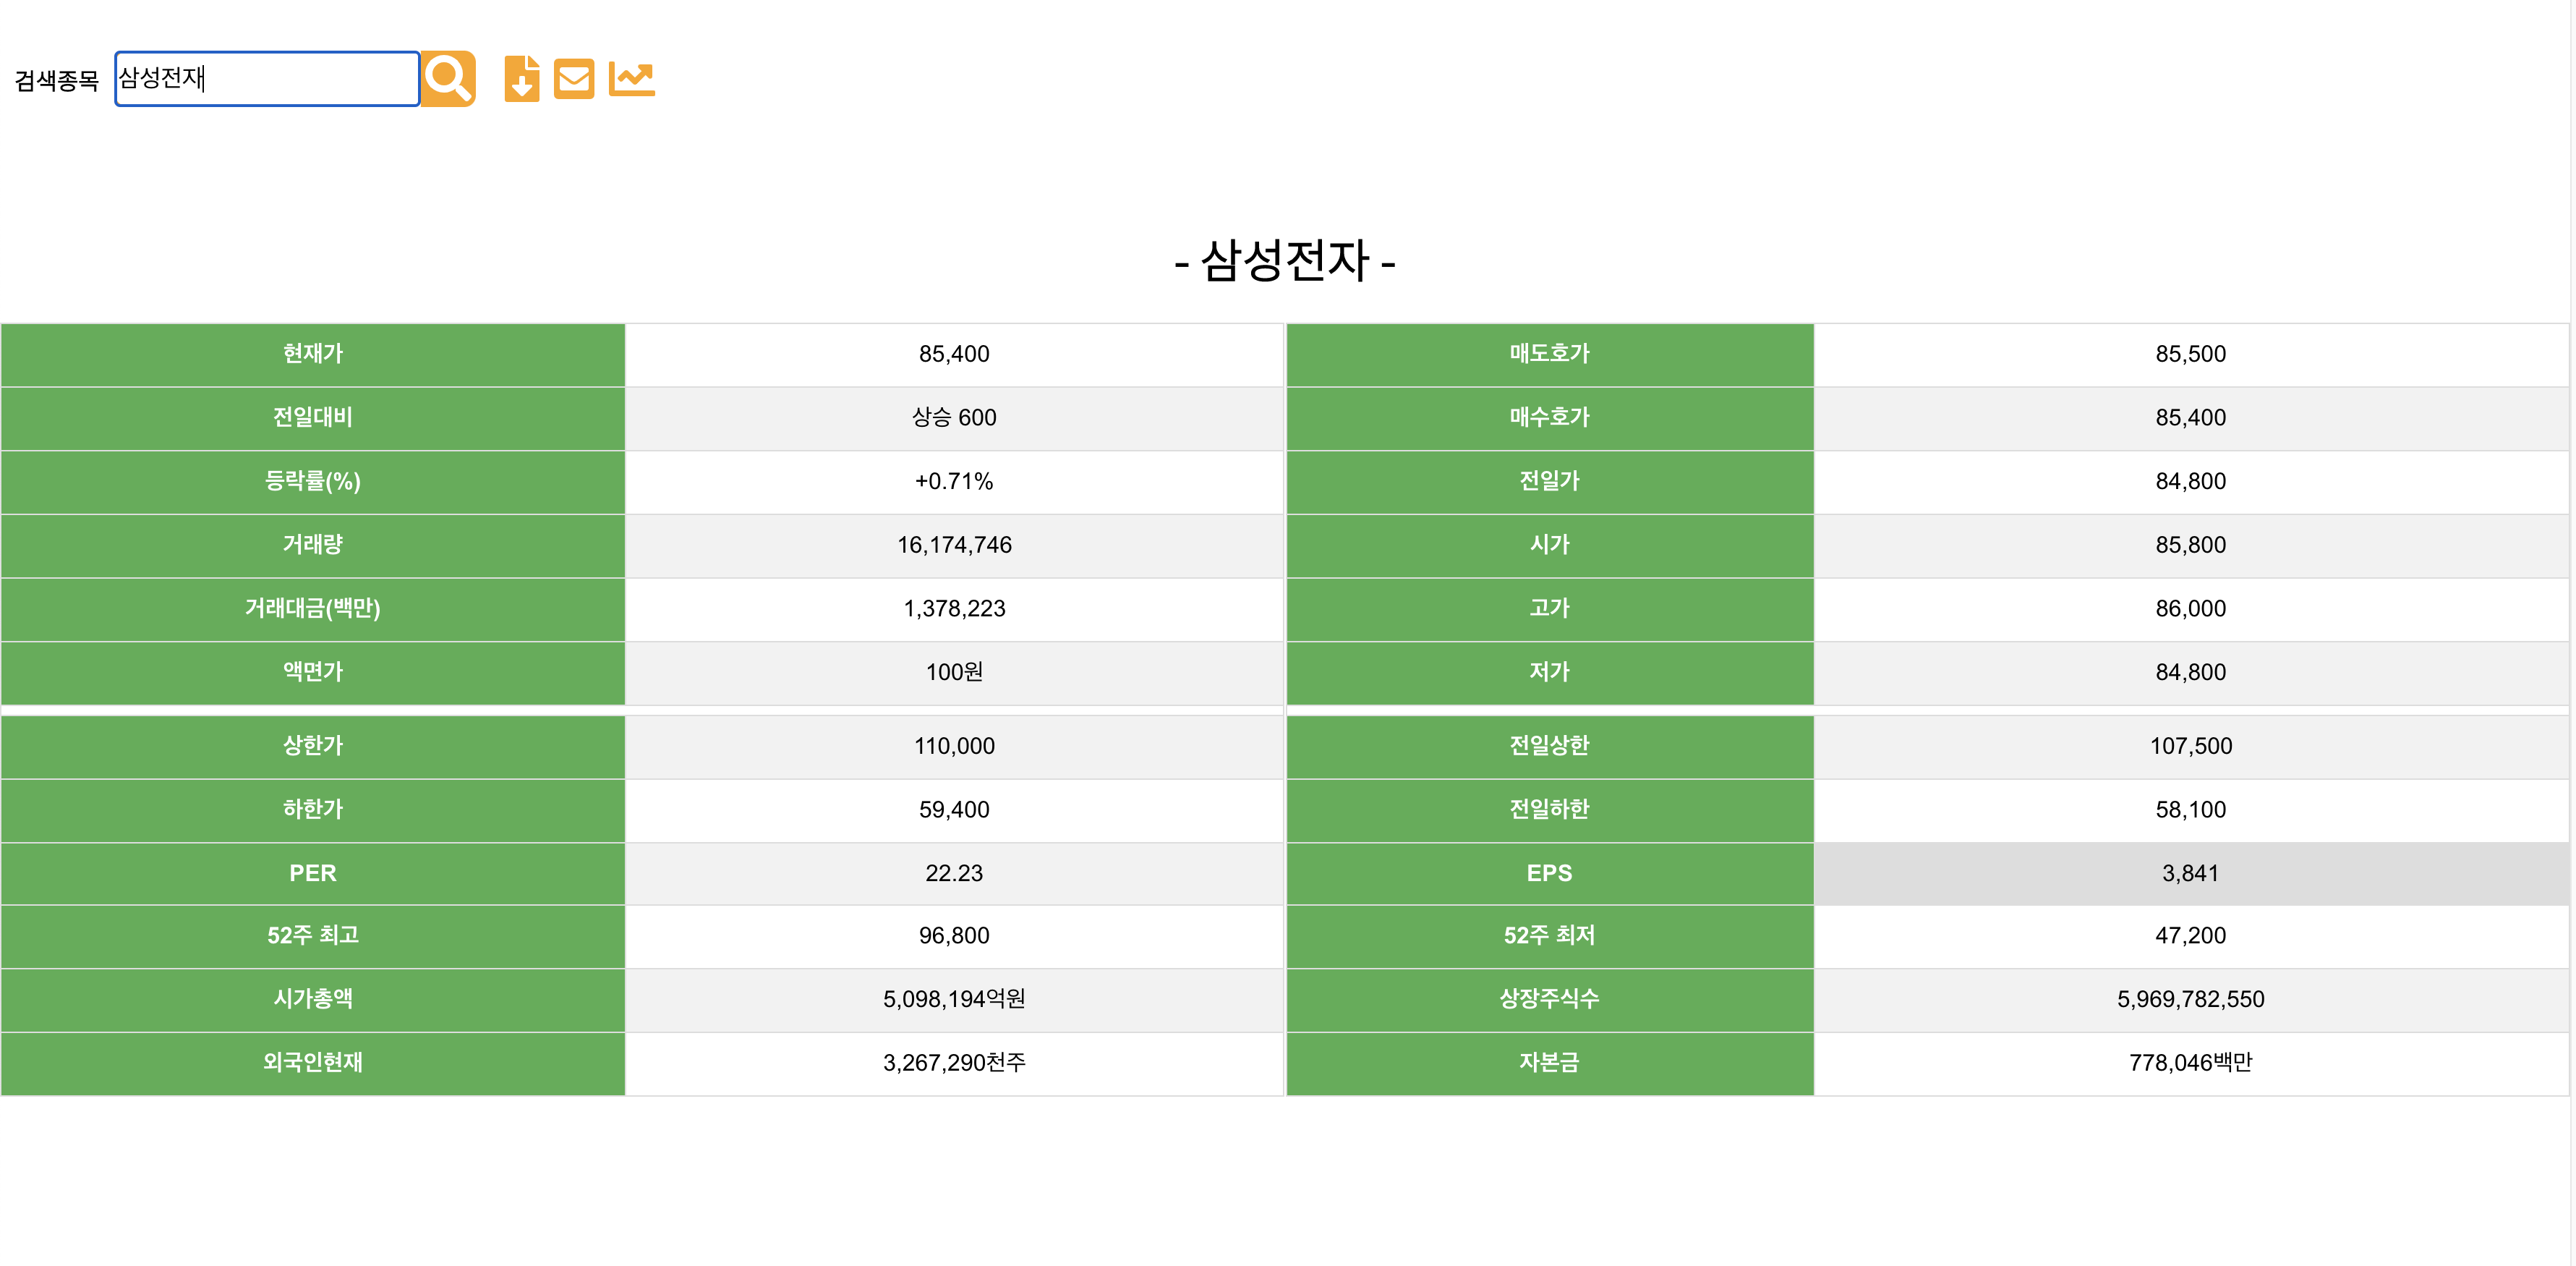 검색종목 삼성전자
- 삼성전자 -
현재가 85,400 매도호가 85,500
전일대비 상승 600 매수호가 85,400
등락률(%) +0.71% 전일가 84,800
거래량 16,174,746 시가 85,800
거래대금(백만) 1,378,223 고가 86,000
액면가 100원 저가 84,800
상한가 110,000 전일상한 107,500
하한가 59,400 전일하한 58,100
PER 22.23 EPS 3,841
52주 최고 96,800 52주 최저 47,200
시가총액 5,098,194억원 상장주식수 5,969,782,550
외국인현재 3,267,290천주 자본금 778,046백만